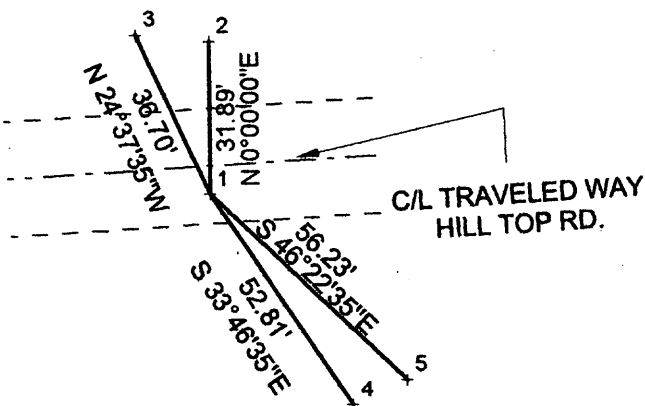 3
2
N 24°37'35"W
36.70'
31.89'
N 0°00'00"E
1
C/L TRAVELED WAY
HILL TOP RD.
56.23'
S 46°22'35"E
52.81'
S 33°46'35"E
5
4